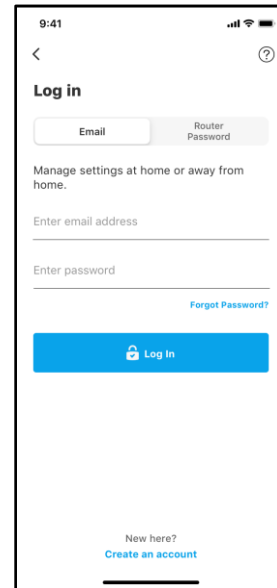 9:41
Log in
Email
Router
Password
Manage settings at home or away from
home.
Enter email address
Enter password
Forgot Password?
Log In
New here?
Create an account